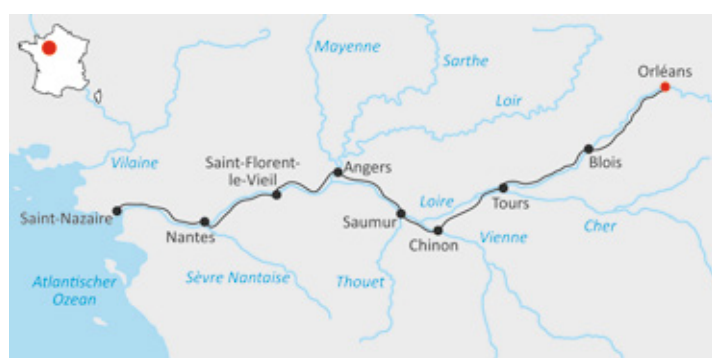 Mayenne
Sarthe
Orléans
Loir
Vilaine
Saint-Florent-
le-Vieil
Angers
Blois
Saint-Nazaire
Nantes
Saumur
Loire
Tours
Chinon
Vienne
Cher
Atlantischer
Ozean
Sèvre Nantaise
Thouet